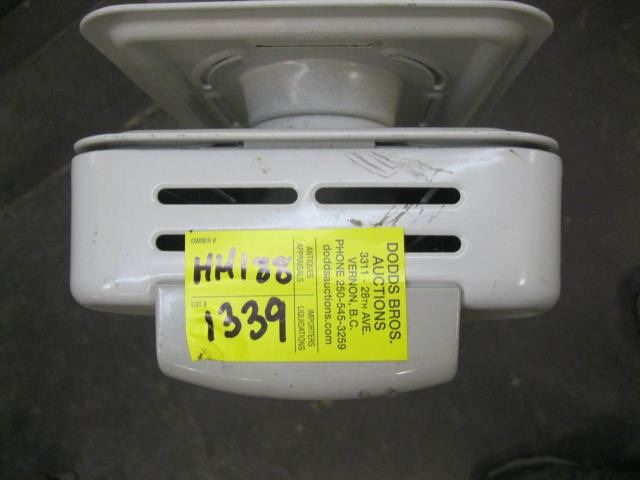 OWNER #
HH188
LOT #
1339
ANTIQUES
APPRAISALS
IMPORTERS
LIQUIDATIONS
DODDS BROS.
AUCTIONS
3311 - 28TH AVE.
VERNON, B.C.
PHONE 250-545-3259
doddsauctions.com